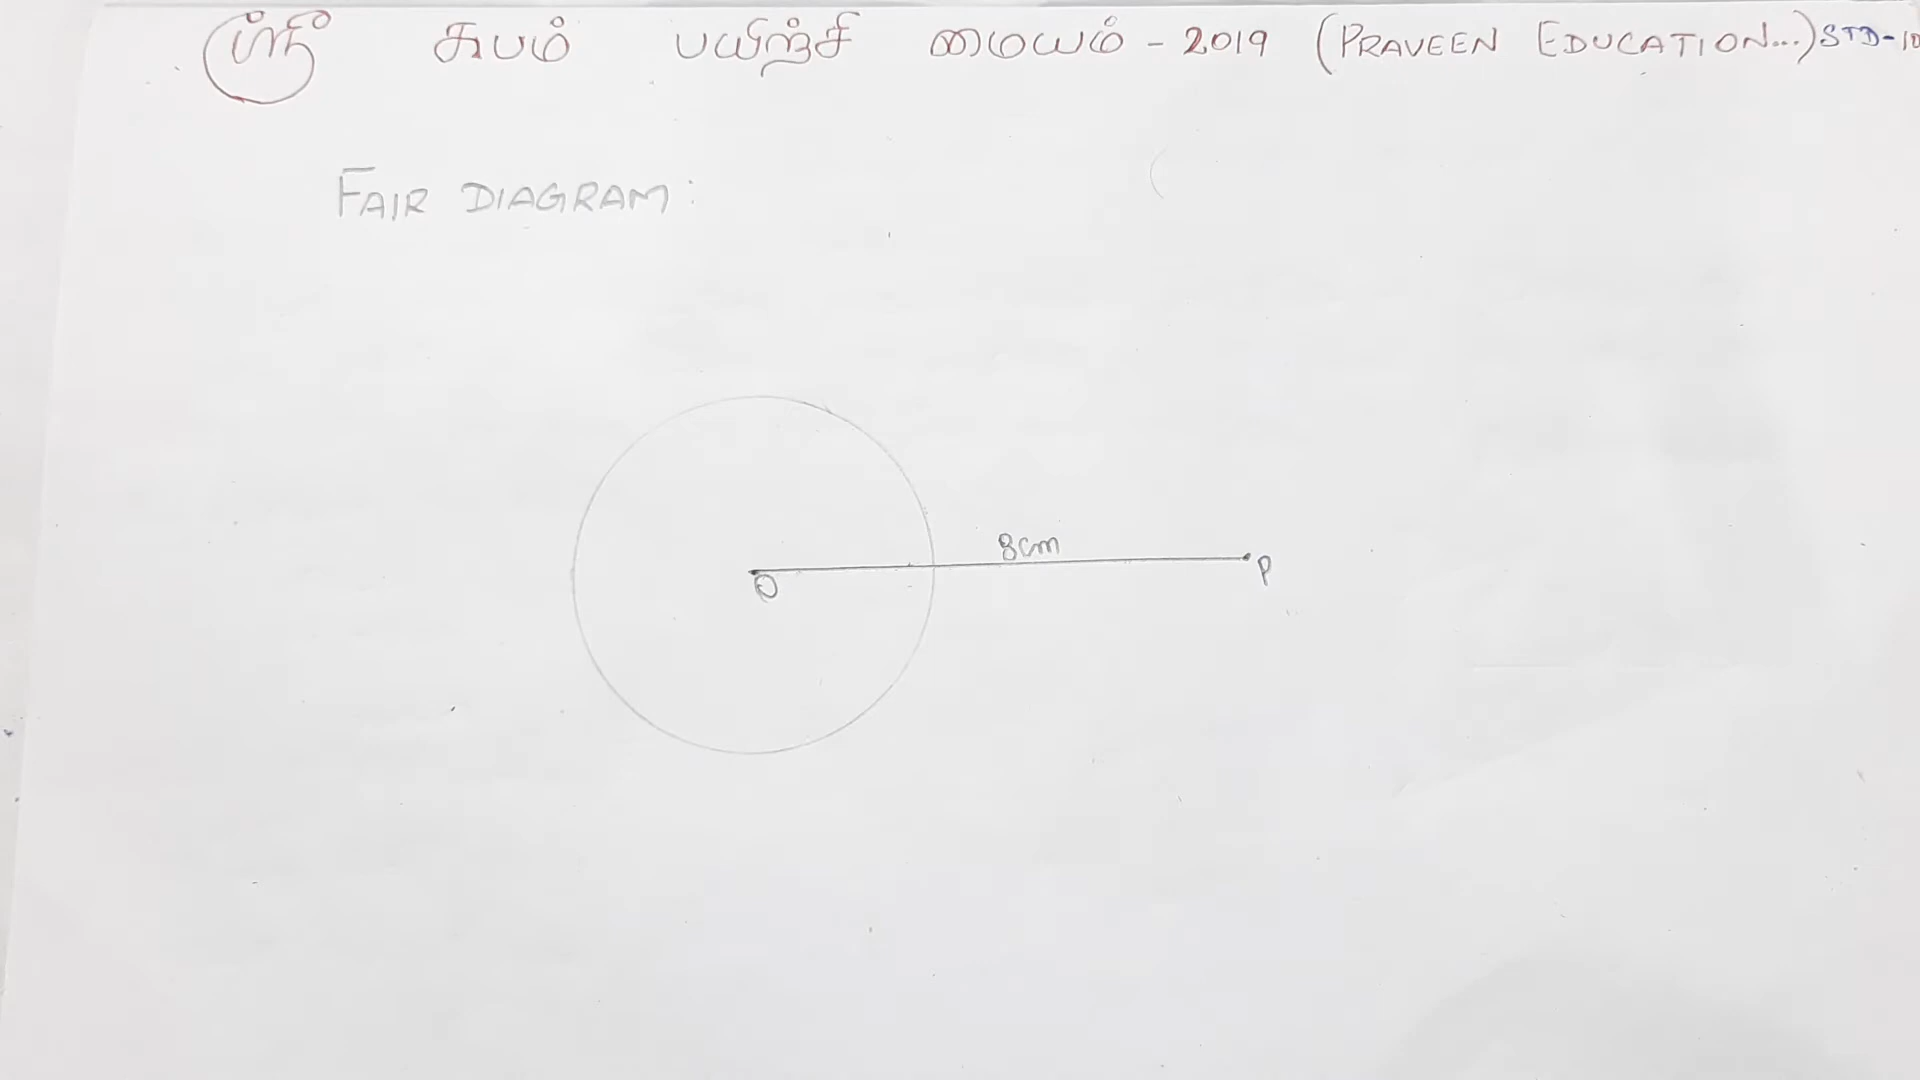 ஸ்ரீ சுபம் பயிற்சி மையம் - 2019 (PRAVEEN EDUCATION...) STD-10
FAIR DIAGRAM:
8cm
O
P